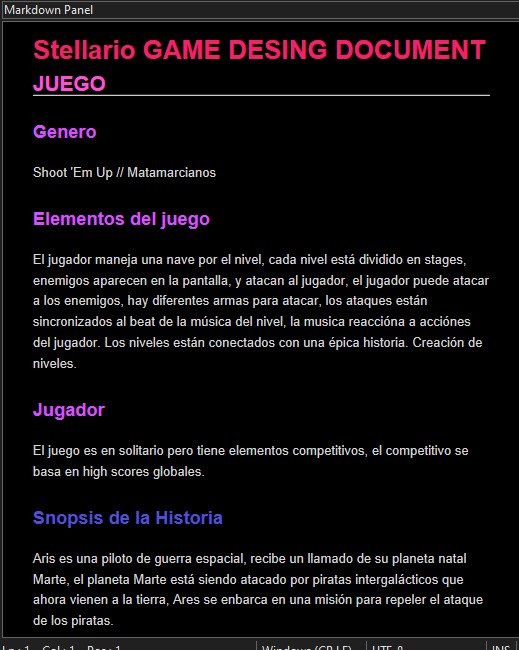 Markdown Panel
Stellario GAME DESING DOCUMENT
JUEGO
Genero
Shoot 'Em Up // Matamarcianos
Elementos del juego
El jugador maneja una nave por el nivel, cada nivel está dividido en stages,
enemigos aparecen en la pantalla, y atacan al jugador, el jugador puede atacar
a los enemigos, hay diferentes armas para atacar, los ataques están
sincronizados al beat de la música del nivel, la musica reaccióna a acciónes
del jugador. Los niveles están conectados con una épica historia. Creación de
niveles.
Jugador
El juego es en solitario pero tiene elementos competitivos, el competitivo se
basa en high scores globales.
Snopsis de la Historia
Aris es una piloto de guerra espacial, recibe un llamado de su planeta natal
Marte, el planeta Marte está siendo atacado por piratas intergalácticos que
ahora vienen a la tierra, Ares se enbarca en una misión para repeler el ataque
de los piratas.